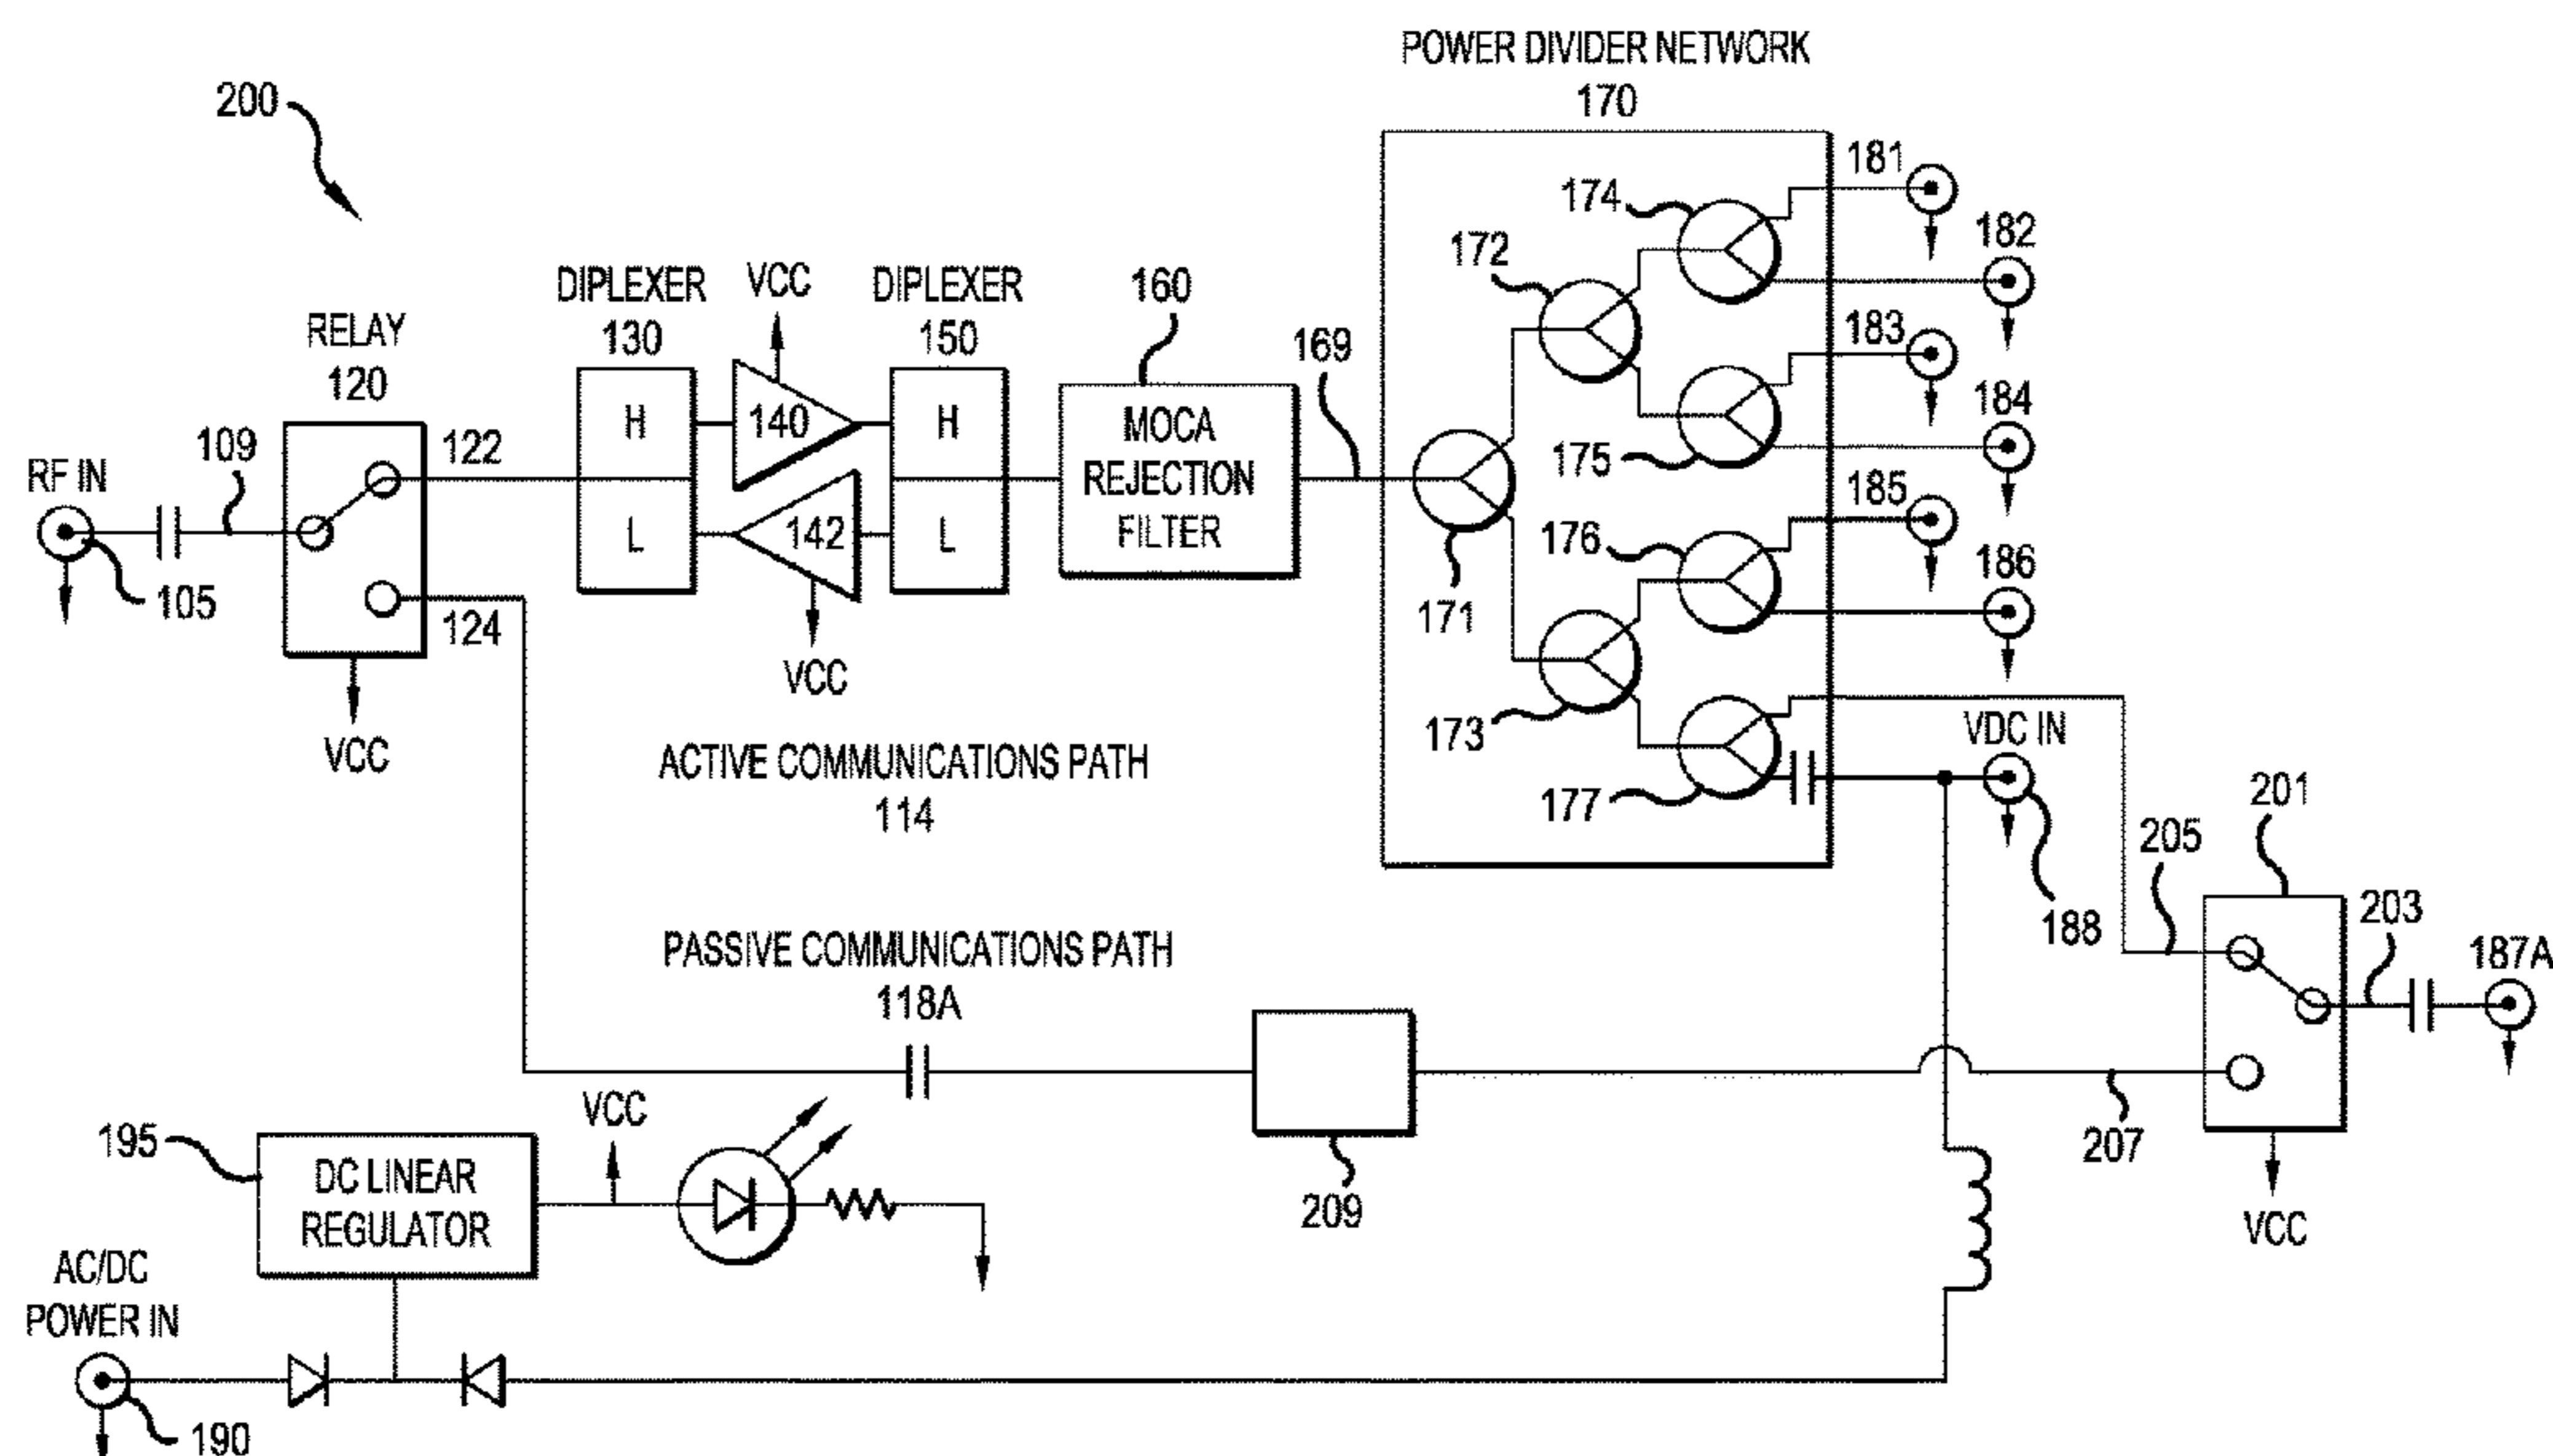 POWER DIVIDER NETWORK
170
200
181
174
182
172
DIPLEXER
130
VCC
DIPLEXER
150
160
RELAY
120
183
169
184
H
140
H
MOCA
REJECTION
FILTER
109
122
RF IN
175
185
L
142
L
176
186
105
124
171
VCC
VCC
173
VDC IN
ACTIVE COMMUNICATIONS PATH
114
177
201
205
188
203
187A
PASSIVE COMMUNICATIONS PATH
118A
VCC
195
207
DC LINEAR
REGULATOR
209
VCC
AC/DC
POWER IN
190